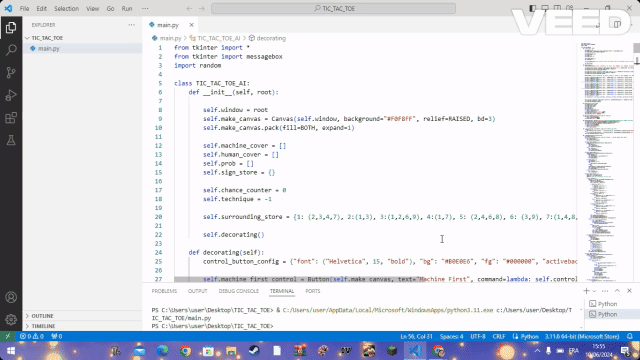 File Edit Selection View Go Run ··· TIC_TAC_TOE
VEED
EXPLORER ···
TIC_TAC_TOE
main.py
main.py
main.py > TIC_TAC_TOE_AI > decorating
1 from tkinter import *
2 from tkinter import messagebox
3 import random
4
5 class TIC_TAC_TOE_AI:
6 def __init__(self, root):
7
8 self.window = root
9 self.make_canvas = Canvas(self.window, background="#F0F8FF", relief=RAISED, bd=3)
10 self.make_canvas.pack(fill=BOTH, expand=1)
11
12 self.machine_cover = []
13 self.human_cover = []
14 self.prob = []
15 self.sign_store = {}
16
17 self.chance_counter = 0
18 self.technique = -1
19
20 self.surrounding_store = {1: (2,3,4,7), 2:(1,3), 3:(1,2,6,9), 4:(1,7), 5: (2,4,6,8), 6: (3,9), 7:(1,4,8,
21
22 self.decorating()
23
24 def decorating(self):
25 control_button_config = {"font": ("Helvetica", 15, "bold"), "bg": "#B0E0E6", "fg": "#000000", "activebac
26
27 self.machine_first_control = Button(self.make_canvas, text="Machine First", command=lambda: self.control
PROBLEMS OUTPUT DEBUG CONSOLE TERMINAL PORTS
PS C:\Users\user\Desktop\TIC_TAC_TOE> & C:/Users/user/AppData/Local/Microsoft/WindowsApps/python3.11.exe c:/Users/user/Desktop/T
IC_TAC_TOE/main.py
PS C:\Users\user\Desktop\TIC_TAC_TOE>
Python
Python
OUTLINE
TIMELINE
0 0 0 Spaces: 4 UTF-8 CRLF Python 3.11.8 64-bit (Microsoft Store)
FRA
15:55
10/06/2024